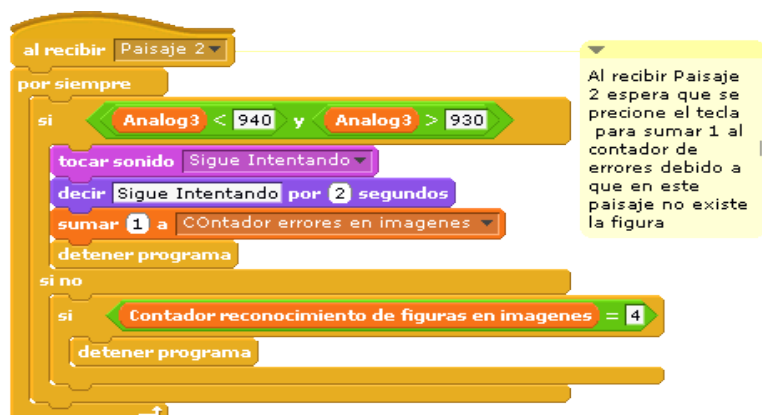 al recibir Paisaje 2
por siempre
si Analog3 < 940 y Analog3 > 930
tocar sonido Sigue Intentando
decir Sigue Intentando por 2 segundos
sumar 1 a COntador errores en imagenes
detener programa
si no
si Contador reconocimiento de figuras en imagenes = 4
detener programa
Al recibir Paisaje
2 espera que se
precione el tecla
para sumar 1 al
contador de
errores debido a
que en este
paisaje no existe
la figura